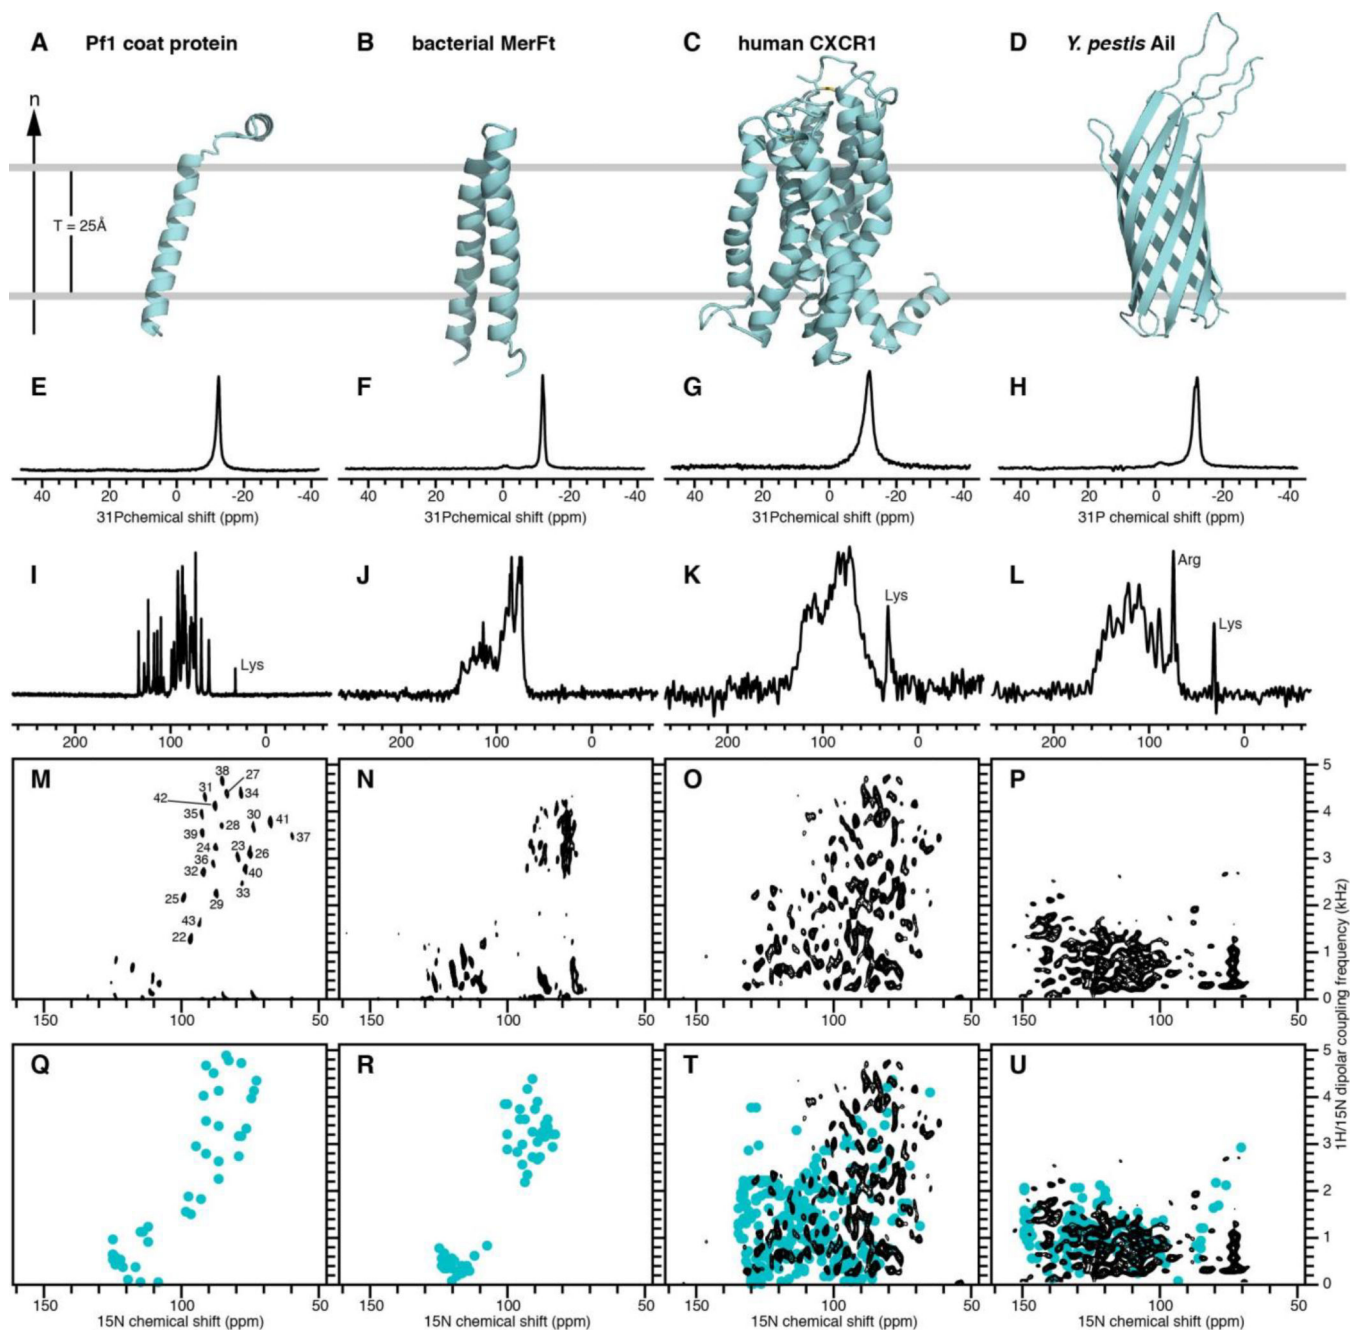 A Pf1 coat protein B bacterial MerFt C human CXCR1 D Y. pestis Ail
n
T = 25Å
E F G H
40 20 0 -20 -40 40 20 0 -20 -40 40 20 0 -20 -40 40 20 0 -20 -40
31Pchemical shift (ppm) 31Pchemical shift (ppm) 31Pchemical shift (ppm) 31P chemical shift (ppm)
I J K L
Arg
Lys Lys Lys
200 100 0 200 100 0 200 100 0 200 100 0
M N O P
38 27
31 34
42
35 30 41
39 28 37
24 23 26
36
32 40
33
25 29
43
22
5
4
3
2
1
0
150 100 50 150 100 50 150 100 50 150 100 50
Q R T U
5
4
3
2
1
0
150 100 50 150 100 50 150 100 50 150 100 50
15N chemical shift (ppm) 15N chemical shift (ppm) 15N chemical shift (ppm) 15N chemical shift (ppm)
1H/15N dipolar coupling frequency (kHz)